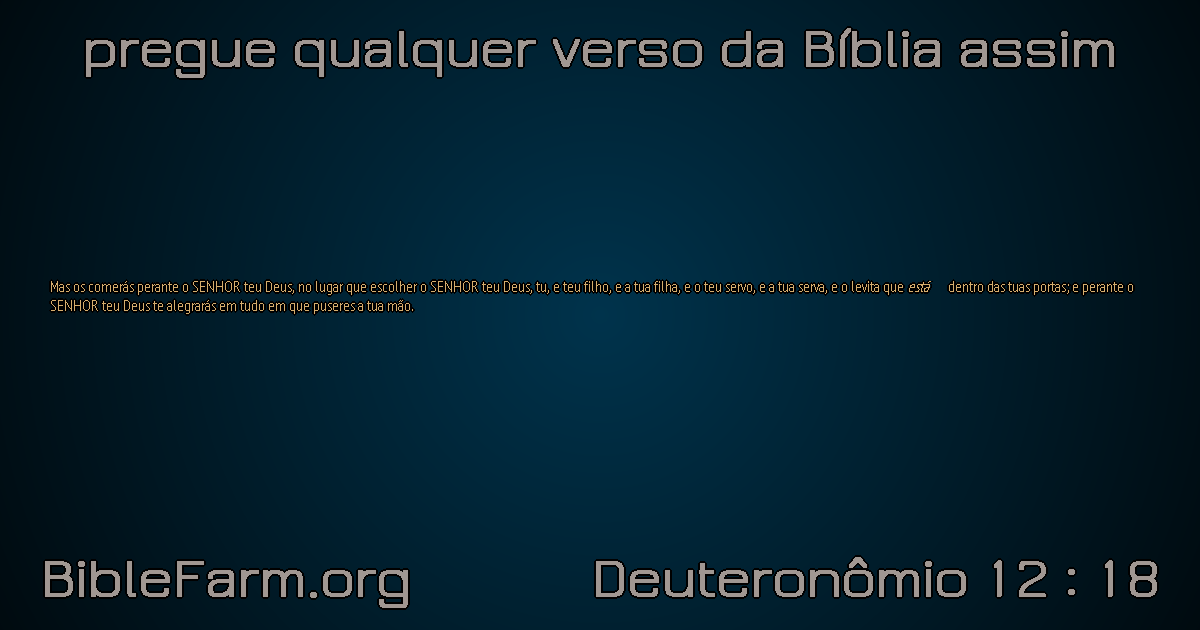 pregue qualquer verso da Bíblia assim
Mas os comerás perante o SENHOR teu Deus, no lugar que escolher o SENHOR teu Deus, tu, e teu filho, e a tua filha, e o teu servo, e a tua serva, e o levita que está dentro das tuas portas; e perante o
SENHOR teu Deus te alegrarás em tudo em que puseres a tua mão.
BibleFarm.org Deuteronômio 12 : 18